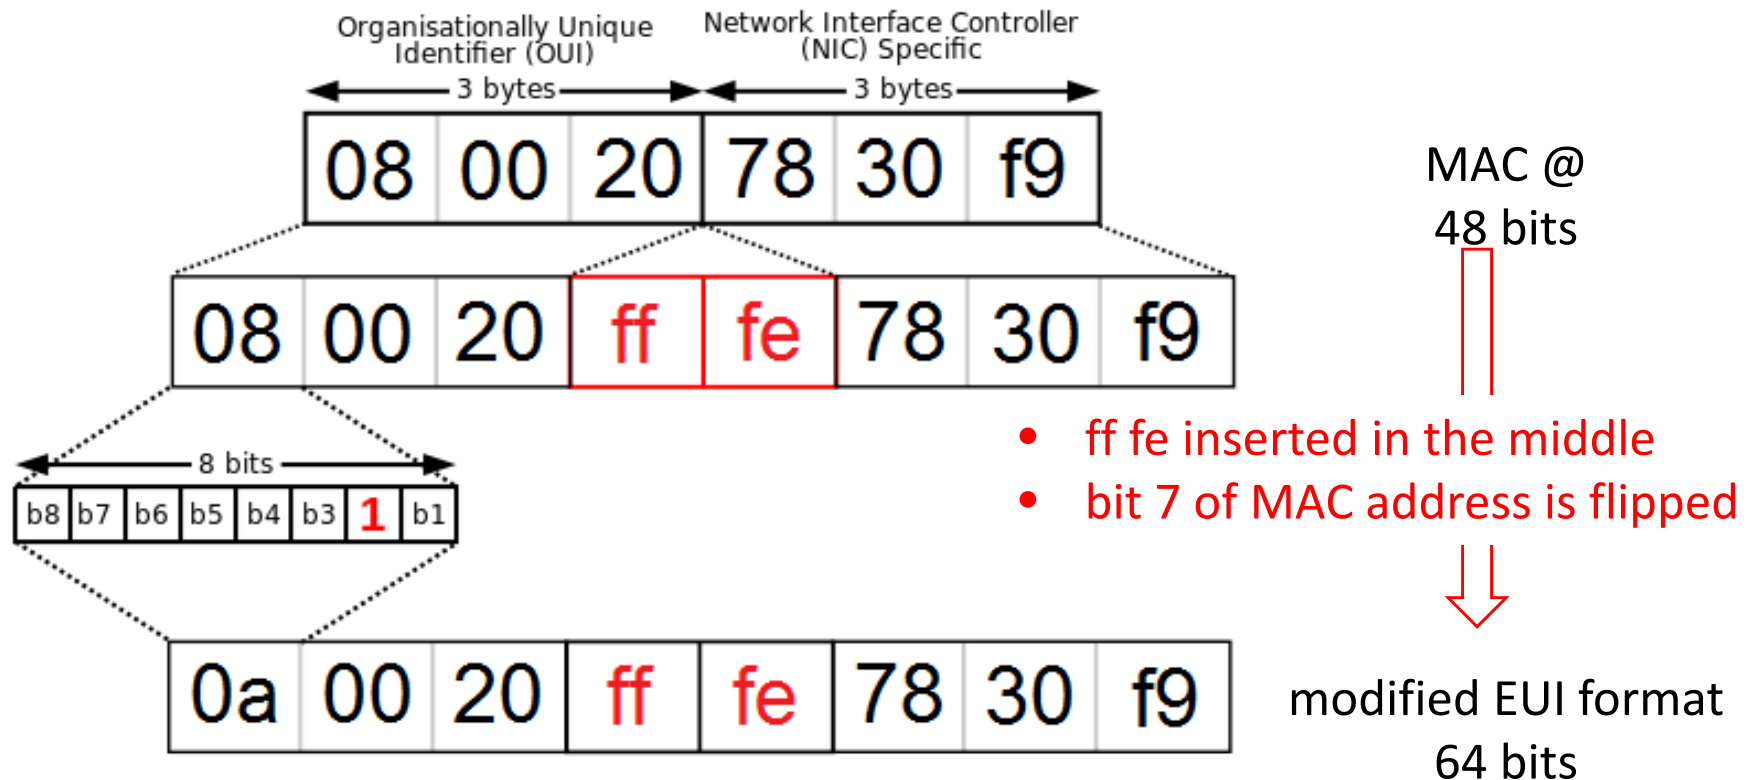 Organisationally Unique
Identifier (OUI)
Network Interface Controller
(NIC) Specific
3 bytes
3 bytes
08 00 20 78 30 f9
MAC @
48 bits
08 00 20 ff fe 78 30 f9
8 bits
b8 b7 b6 b5 b4 b3 1 b1
• ff fe inserted in the middle
• bit 7 of MAC address is flipped
0a 00 20 ff fe 78 30 f9
modified EUI format
64 bits